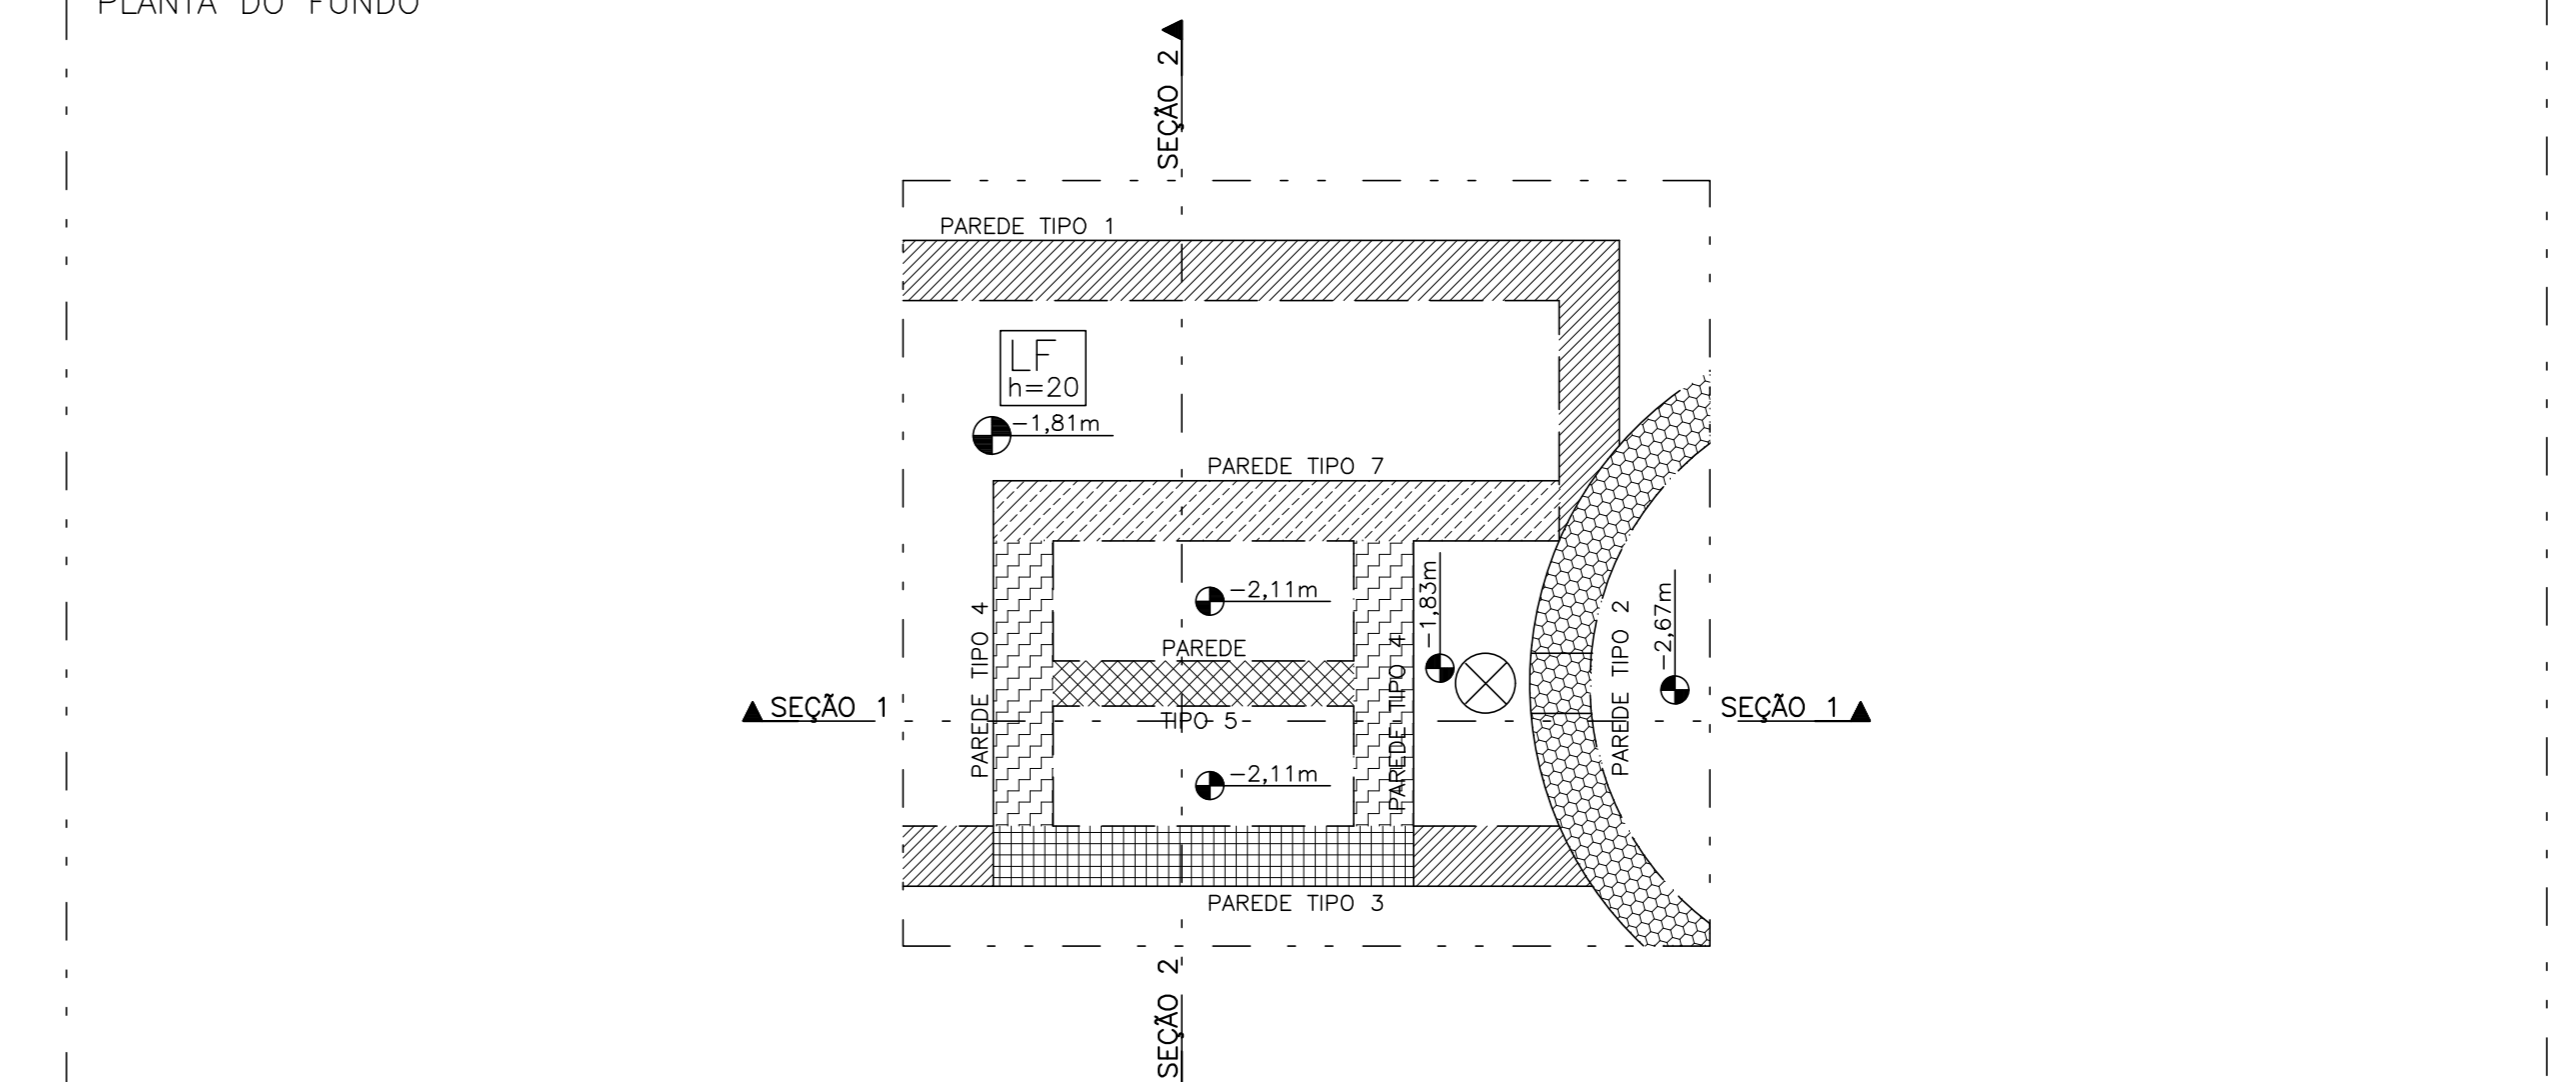 PLANTA DO FUNDO
SEÇÃO 2
PAREDE TIPO 1
LF
h=20
-1,81m
PAREDE TIPO 7
-2,11m
-1,83m
-2,67m
PAREDE TIPO 4
PAREDE
TIPO 5
PAREDE TIPO 4
PAREDE TIPO 2
SEÇÃO 1
SEÇÃO 1
-2,11m
PAREDE TIPO 3
SEÇÃO 2